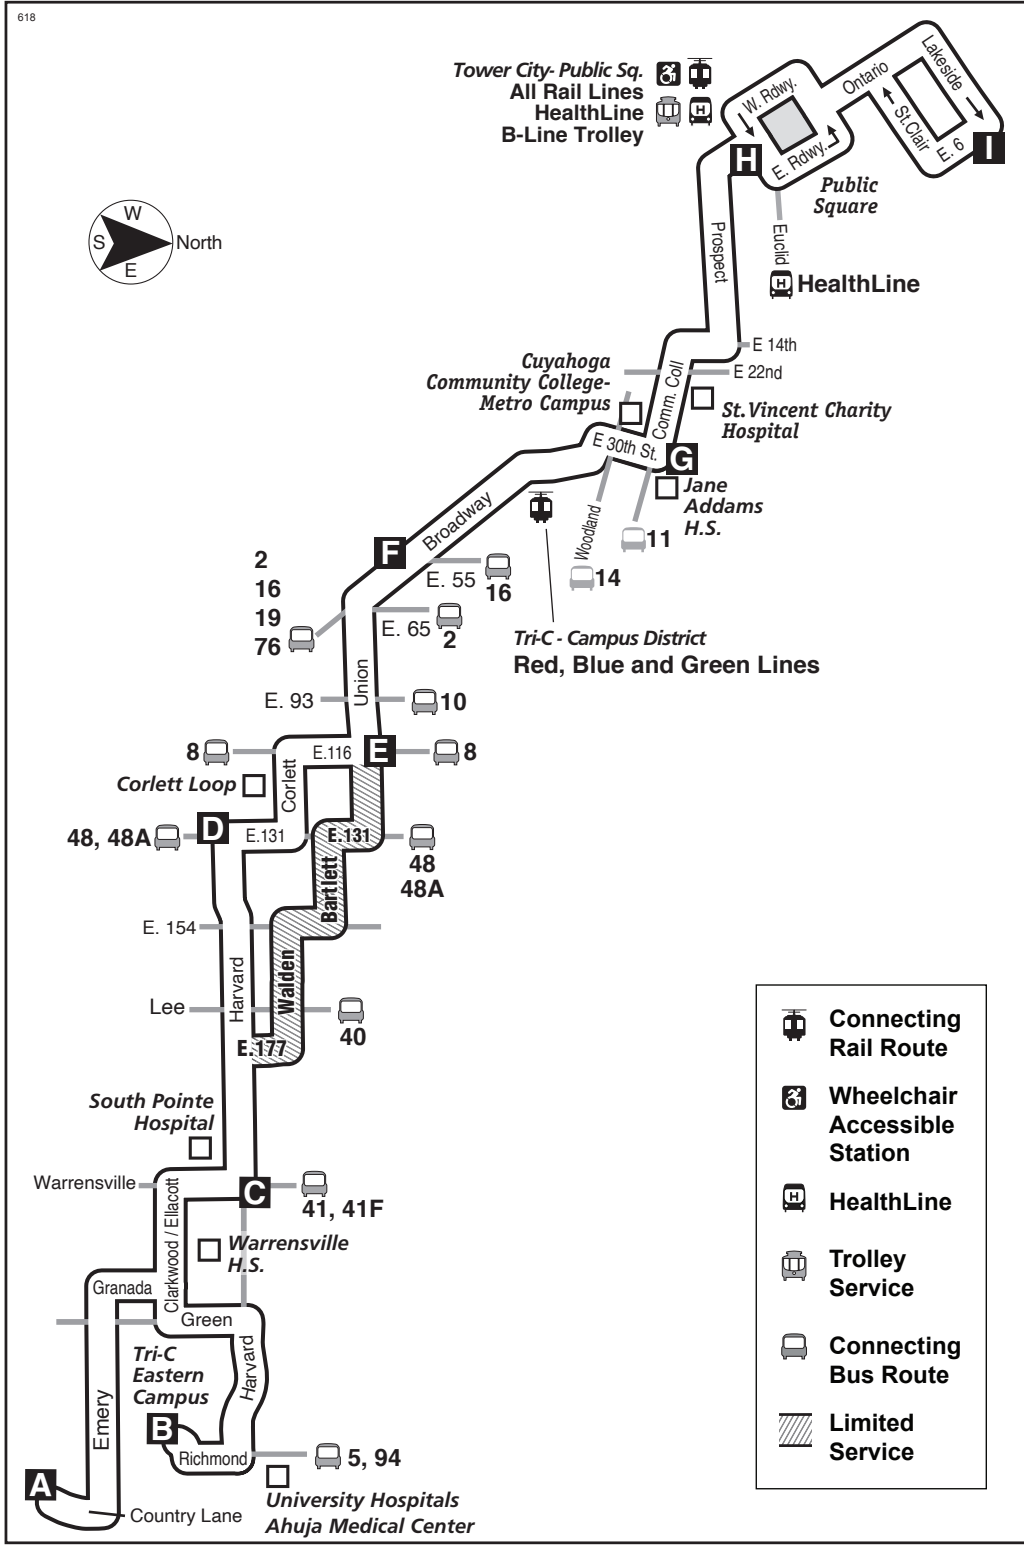 618
Tower City- Public Sq.
All Rail Lines
HealthLine
B-Line Trolley
H
W. Rdwy.
E. Rdwy.
Ontario
Lakeside
St.Clair
E. 6
H
I
Public
Square
W
S
E
North
Prospect
Euclid
H
HealthLine
E 14th
E 22nd
Cuyahoga
Community College-
Metro Campus
Comm. Coll
St.Vincent Charity
Hospital
E 30th St.
G
Jane
Addams
H.S.
Woodland
11
14
Broadway
F
E. 55
16
2
16
19
76
E. 65
2
Tri-C - Campus District
Red, Blue and Green Lines
Union
E. 93
10
8
E.116
E
8
Corlett Loop
Corlett
48, 48A
D
E.131
E.131
48
48A
Bartlett
E. 154
Harvard
Walden
Lee
40
E.177
South Pointe
Hospital
Warrensville
C
41, 41F
Clarkwood / Ellacott
Warrensville
H.S.
Granada
Green
Tri-C
Eastern
Campus
Harvard
Emery
B
Richmond
5, 94
A
Country Lane
University Hospitals
Ahuja Medical Center
Connecting
Rail Route
Wheelchair
Accessible
Station
H
HealthLine
Trolley
Service
Connecting
Bus Route
Limited
Service